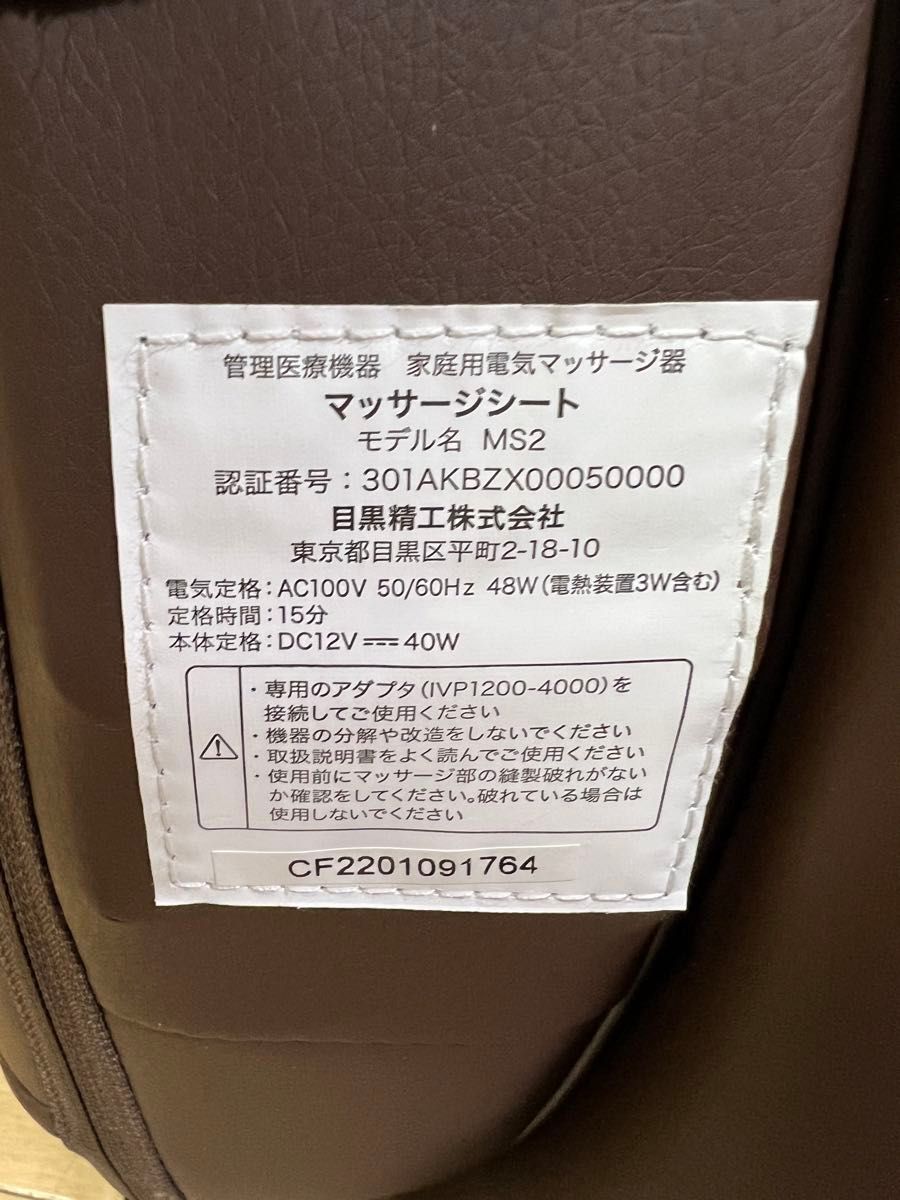 管理医療機器 家庭用電気マッサージ器
マッサージシート
モデル名 MS2
認証番号：301AKBZX00050000
目黒精工株式会社
東京都目黒区平町2-18-10
電気定格：AC100V 50/60Hz 48W（電熱装置3W含む）
定格時間：15分
本体定格：DC12V⎓40W
・専用のアダプタ（IVP1200-4000）を
接続してご使用ください
・機器の分解や改造をしないでください
・取扱説明書をよく読んでご使用ください
・使用前にマッサージ部の縫製破れがない
か確認をしてください。破れている場合は
使用しないでください
CF2201091764